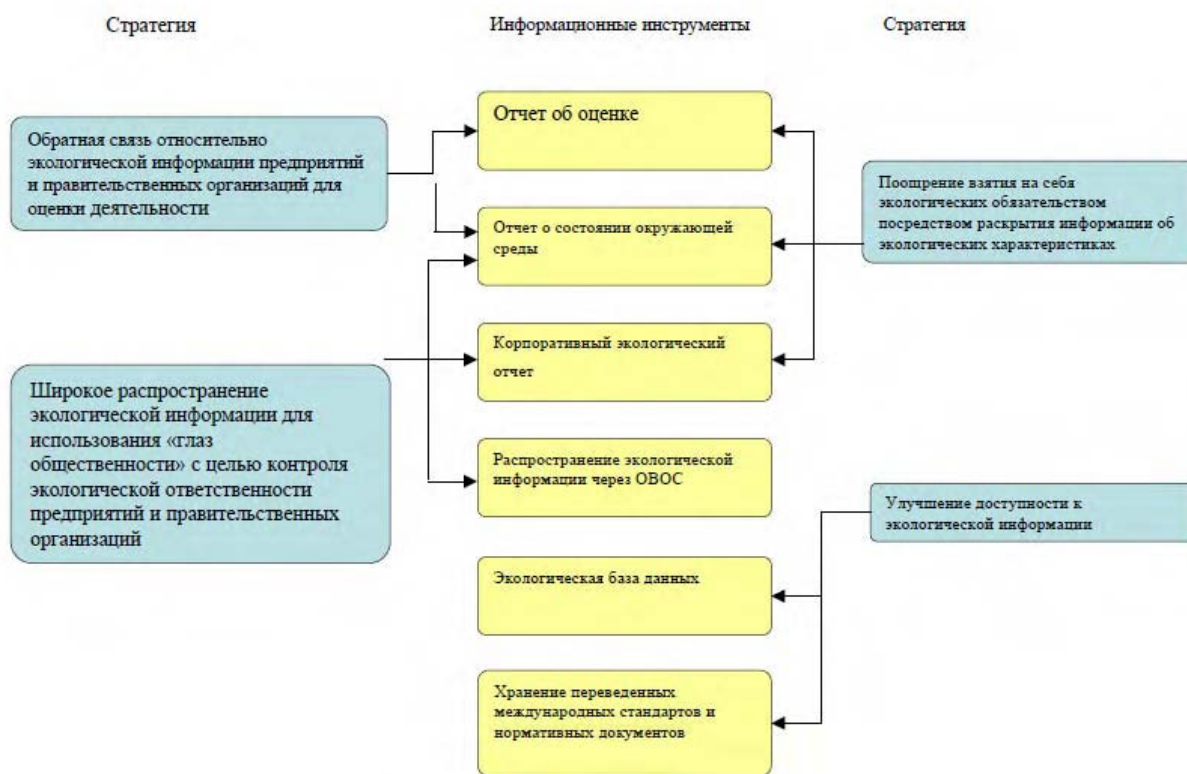 Стратегия
Информационные инструменты
Стратегия
Обратная связь относительно
экологической информации предприятий
и правительственных организаций для
оценки деятельности
Широкое распространение
экологической информации для
использования «глаз
общественности» с целью контроля
экологической ответственности
предприятий и правительственных
организаций
Отчет об оценке
Отчет о состоянии окружающей
среды
Корпоративный экологический
отчет
Распространение экологической
информации через ОВОС
Экологическая база данных
Хранение переведенных
международных стандартов и
нормативных документов
Поощрение взятия на себя
экологических обязательством
посредством раскрытия информации об
экологических характеристиках
Улучшение доступности к
экологической информации